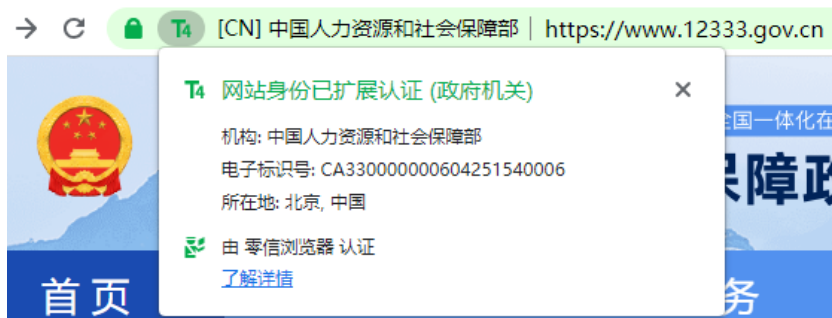 T4 [CN] 中国人力资源和社会保障部 | https://www.12333.gov.cn
T4 网站身份已扩展认证 (政府机关)
机构: 中国人力资源和社会保障部
电子标识号: CA330000000604251540006
所在地: 北京, 中国
由 零信浏览器 认证
了解详情
国一体化在
障政
首页
务